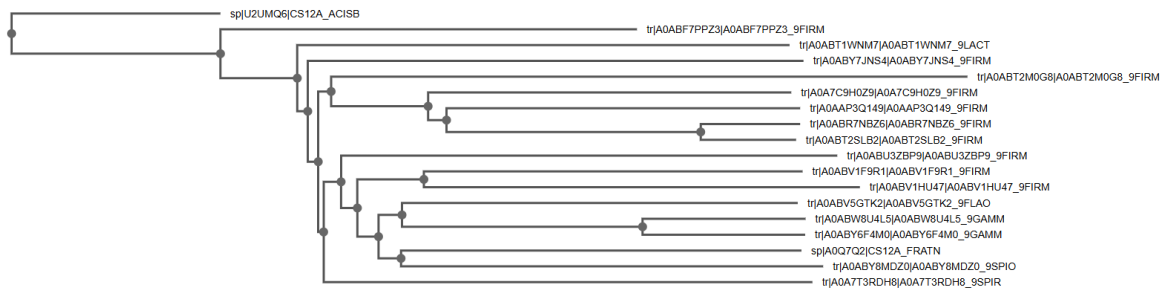 sp|U2UMQ6|CS12A_ACISB
tr|A0ABF7PPZ3|A0ABF7PPZ3_9FIRM
tr|A0ABT1WNM7|A0ABT1WNM7_9LACT
tr|A0ABY7JNS4|A0ABY7JNS4_9FIRM
tr|A0ABT2M0G8|A0ABT2M0G8_9FIRM
tr|A0A7C9H0Z9|A0A7C9H0Z9_9FIRM
tr|A0AAP3Q149|A0AAP3Q149_9FIRM
tr|A0ABR7NBZ6|A0ABR7NBZ6_9FIRM
tr|A0ABT2SLB2|A0ABT2SLB2_9FIRM
tr|A0ABU3ZBP9|A0ABU3ZBP9_9FIRM
tr|A0ABV1F9R1|A0ABV1F9R1_9FIRM
tr|A0ABV1HU47|A0ABV1HU47_9FIRM
tr|A0ABV5GTK2|A0ABV5GTK2_9FLAO
tr|A0ABW8U4L5|A0ABW8U4L5_9GAMM
tr|A0ABY6F4M0|A0ABY6F4M0_9GAMM
sp|A0Q7Q2|CS12A_FRATN
tr|A0ABY8MDZ0|A0ABY8MDZ0_9SPIO
tr|A0A7T3RDH8|A0A7T3RDH8_9SPIR